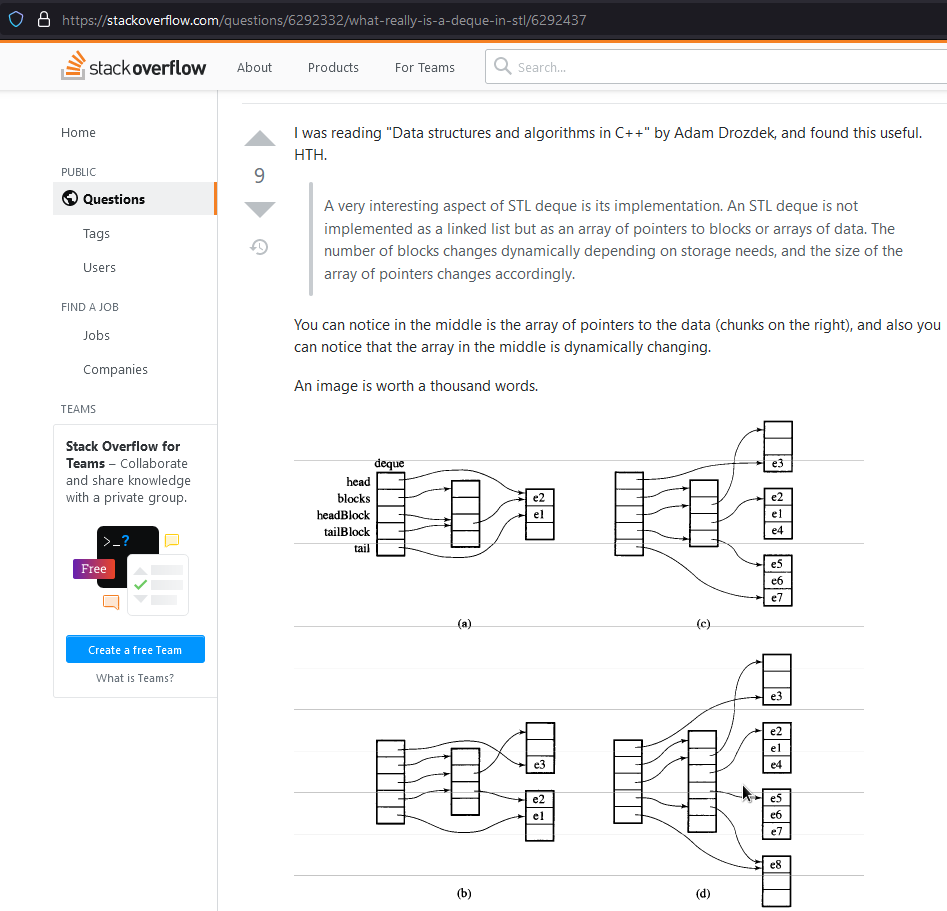 https://stackoverflow.com/questions/6292332/what-really-is-a-deque-in-stl/6292437
stackoverflow
About
Products
For Teams
Search...
Home
PUBLIC
Questions
Tags
Users
FIND A JOB
Jobs
Companies
TEAMS
Stack Overflow for
Teams – Collaborate
and share knowledge
with a private group.
>_?
Free
Create a free Team
What is Teams?
9
I was reading "Data structures and algorithms in C++" by Adam Drozdek, and found this useful.
HTH.
A very interesting aspect of STL deque is its implementation. An STL deque is not
implemented as a linked list but as an array of pointers to blocks or arrays of data. The
number of blocks changes dynamically depending on storage needs, and the size of the
array of pointers changes accordingly.
You can notice in the middle is the array of pointers to the data (chunks on the right), and also you
can notice that the array in the middle is dynamically changing.
An image is worth a thousand words.
deque
head
blocks
headBlock
tailBlock
tail
e2
e1
(a)
e3
e2
e1
e4
e5
e6
e7
(c)
e3
e2
e1
(b)
e3
e2
e1
e4
e5
e6
e7
e8
(d)